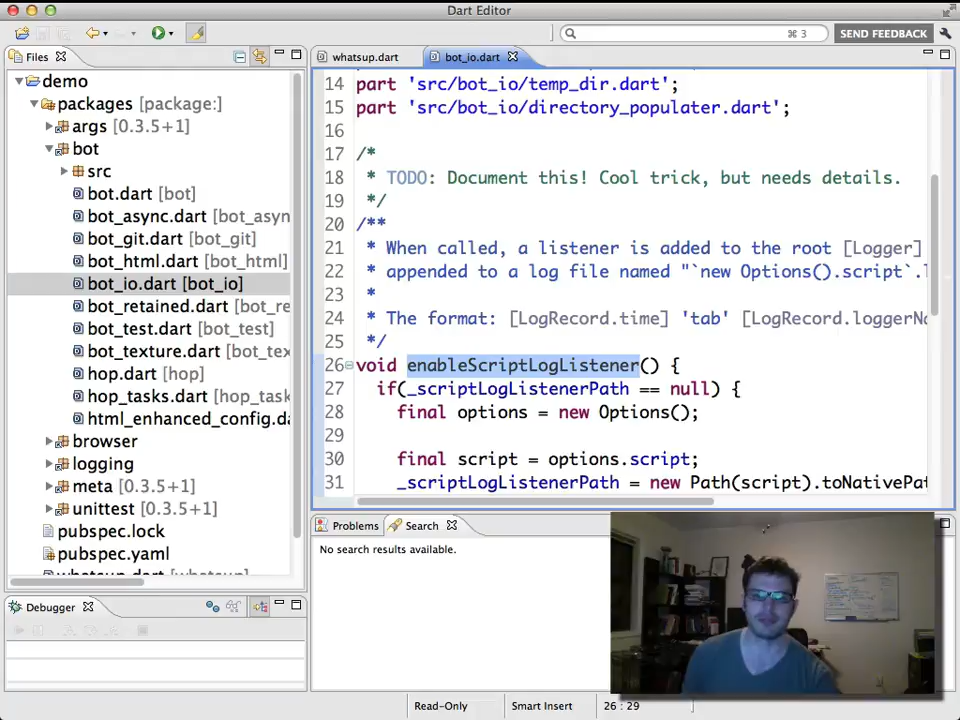 Dart Editor
⌘ 3
SEND FEEDBACK
Files
whatsup.dart
bot_io.dart
demo
packages [package:]
args [0.3.5+1]
bot
src
bot.dart [bot]
bot_async.dart [bot_asyn
bot_git.dart [bot_git]
bot_html.dart [bot_html]
bot_io.dart [bot_io]
bot_retained.dart [bot_re
bot_test.dart [bot_test]
bot_texture.dart [bot_tex
hop.dart [hop]
hop_tasks.dart [hop_task
html_enhanced_config.da
browser
logging
meta [0.3.5+1]
unittest [0.3.5+1]
pubspec.lock
pubspec.yaml
whatsup.dart [whatsup]
14 part 'src/bot_io/temp_dir.dart';
15 part 'src/bot_io/directory_populater.dart';
16
17 /*
18 * TODO: Document this! Cool trick, but needs details.
19 */
20 /**
21 * When called, a listener is added to the root [Logger]
22 * appended to a log file named "`new Options().script`.l
23 *
24 * The format: [LogRecord.time] 'tab' [LogRecord.loggerNa
25 */
26 void enableScriptLogListener() {
27 if(_scriptLogListenerPath == null) {
28 final options = new Options();
29
30 final script = options.script;
31 _scriptLogListenerPath = new Path(script).toNativePat
Problems
Search
No search results available.
Debugger
Read-Only
Smart Insert
26 : 29